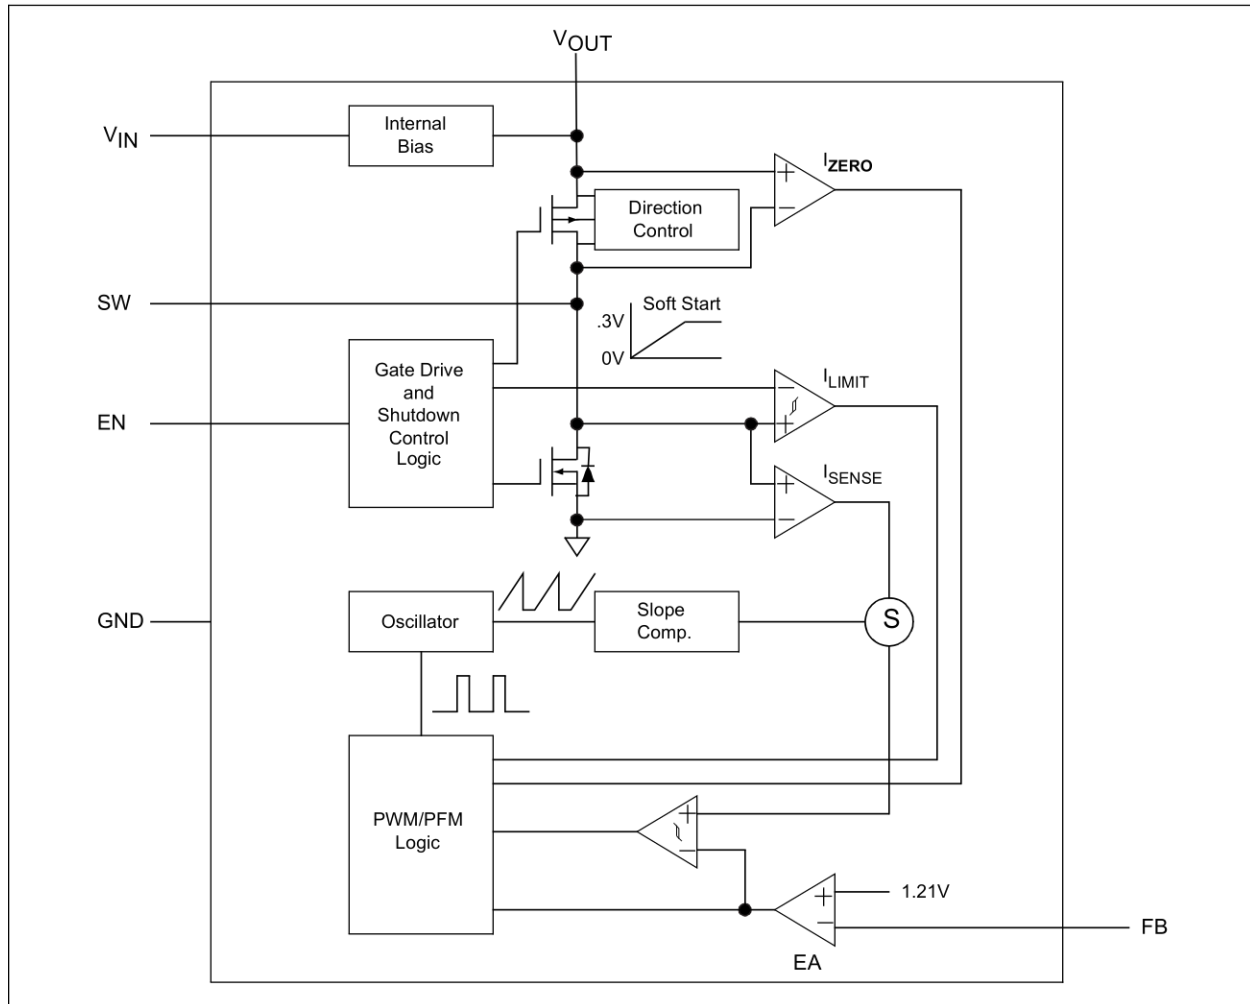 VOUT
VIN
Internal
Bias
IZERO
+
−
Direction
Control
SW
Soft Start
.3V
0V
Gate Drive
and
Shutdown
Control
Logic
EN
ILIMIT
−
+
ISENSE
+
−
GND
Oscillator
Slope
Comp.
S
PWM/PFM
Logic
+
−
1.21V
+
−
FB
EA